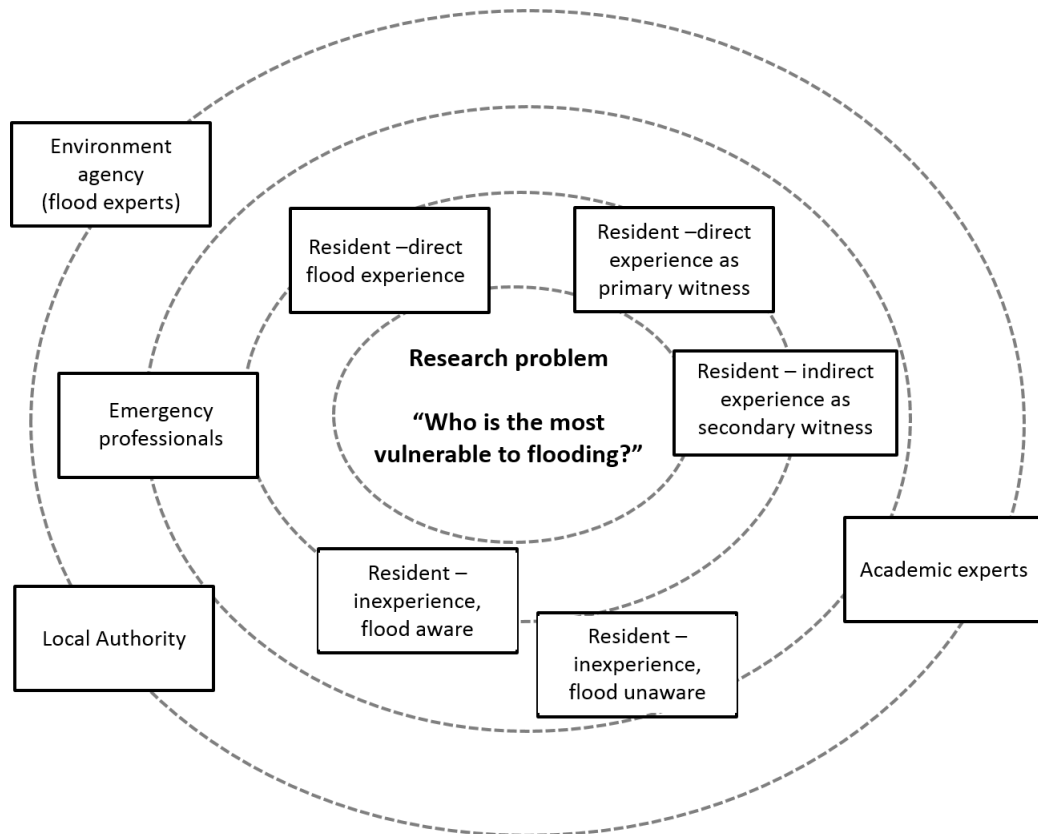 Environment
agency
(flood experts)
Resident –direct
flood experience
Resident –direct
experience as
primary witness
Research problem
“Who is the most
vulnerable to flooding?”
Resident – indirect
experience as
secondary witness
Emergency
professionals
Resident –
inexperience,
flood aware
Academic experts
Local Authority
Resident –
inexperience,
flood unaware